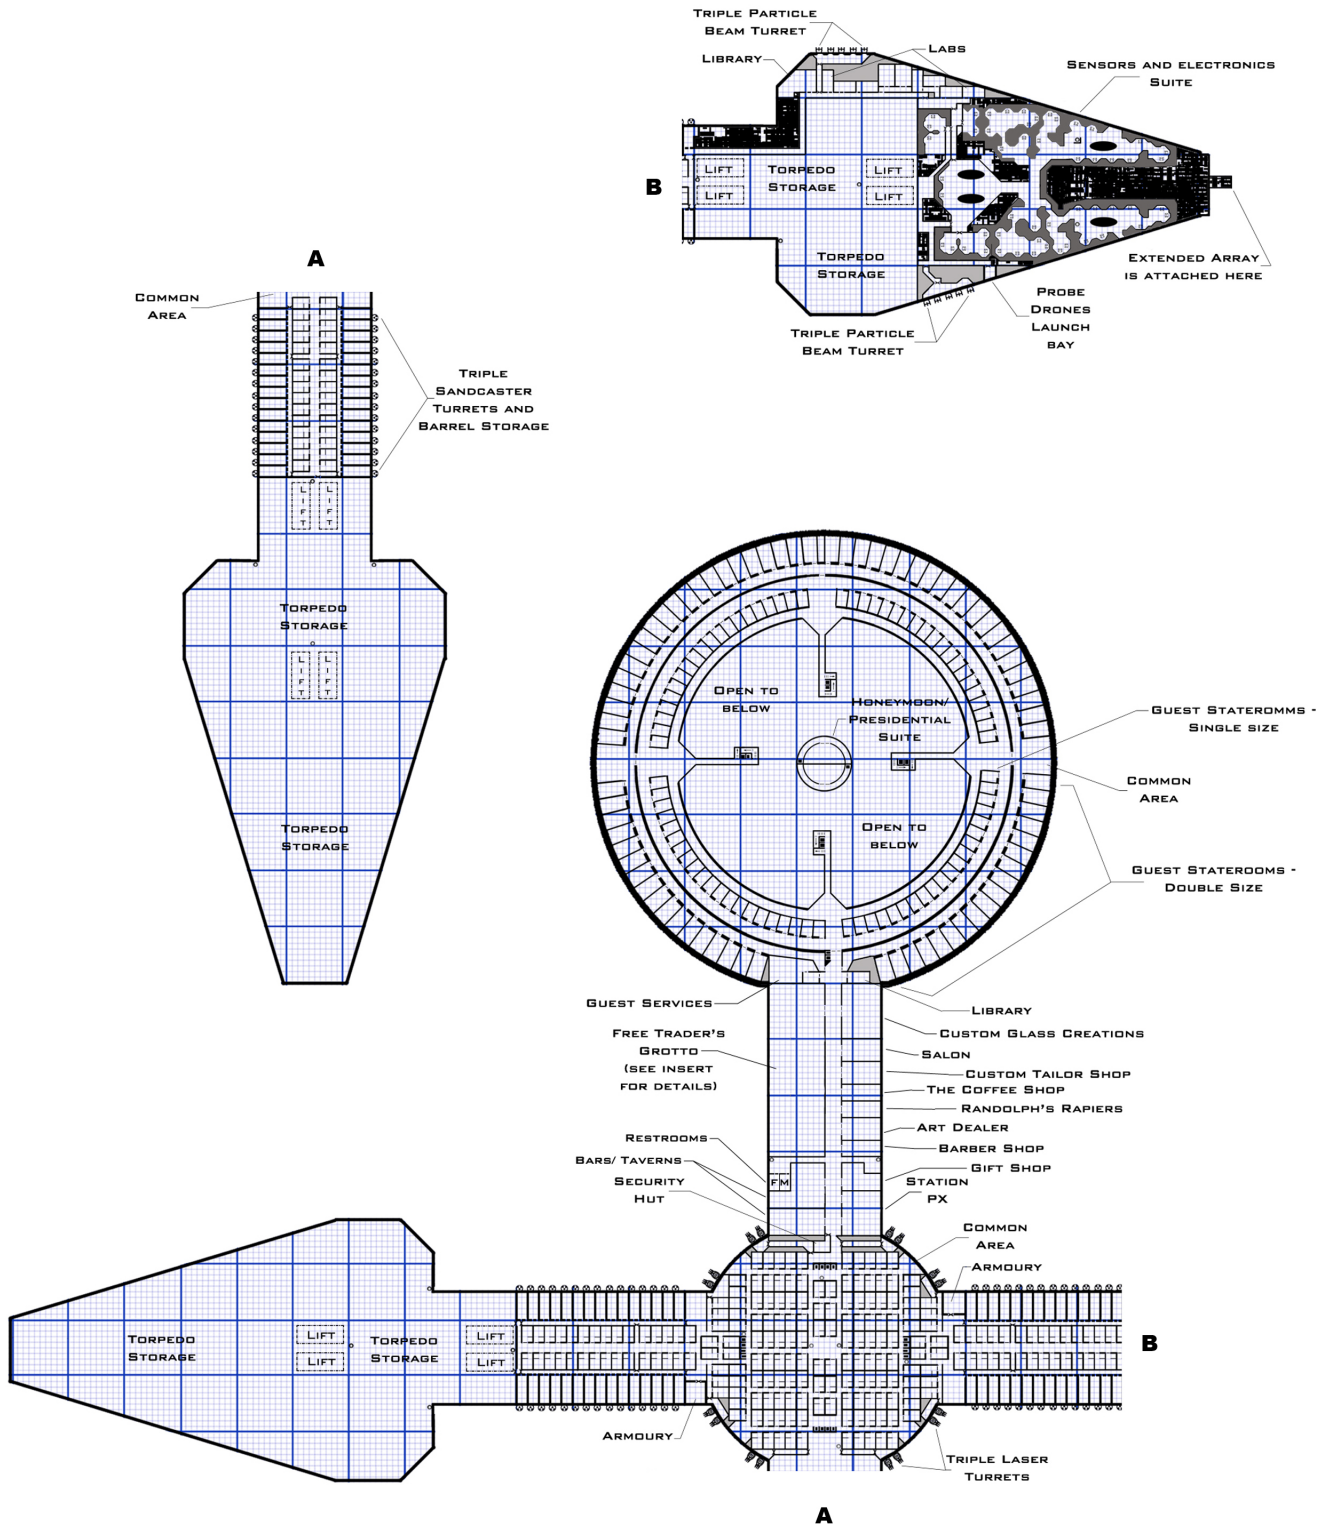 Triple Particle
Beam Turret
Library
Labs
Sensors and electronics
Suite
B
Lift
Lift
Torpedo
Storage
Lift
Lift
Torpedo
Storage
Extended Array
is attached here
Probe
Drones
Launch
bay
Triple Particle
Beam Turret
A
Common
Area
Triple
Sandcaster
Turrets and
Barrel Storage
Lift
Lift
Torpedo
Storage
Lift
Lift
Torpedo
Storage
Open to
below
Honeymoon/
Presidential
Suite
Guest Stateromms -
Single size
Common
Area
Open to
below
Guest Staterooms -
Double Size
Guest Services
Library
Free Trader's
Grotto
(see insert
for details)
Custom Glass Creations
Salon
Custom Tailor Shop
The Coffee Shop
Randolph's Rapiers
Art Dealer
Barber Shop
Gift Shop
Station
PX
Restrooms
Bars/ Taverns
Security
Hut
F M
Common
Area
Armoury
Torpedo
Storage
Lift
Lift
Torpedo
Storage
Lift
Lift
B
Armoury
Triple Laser
Turrets
A